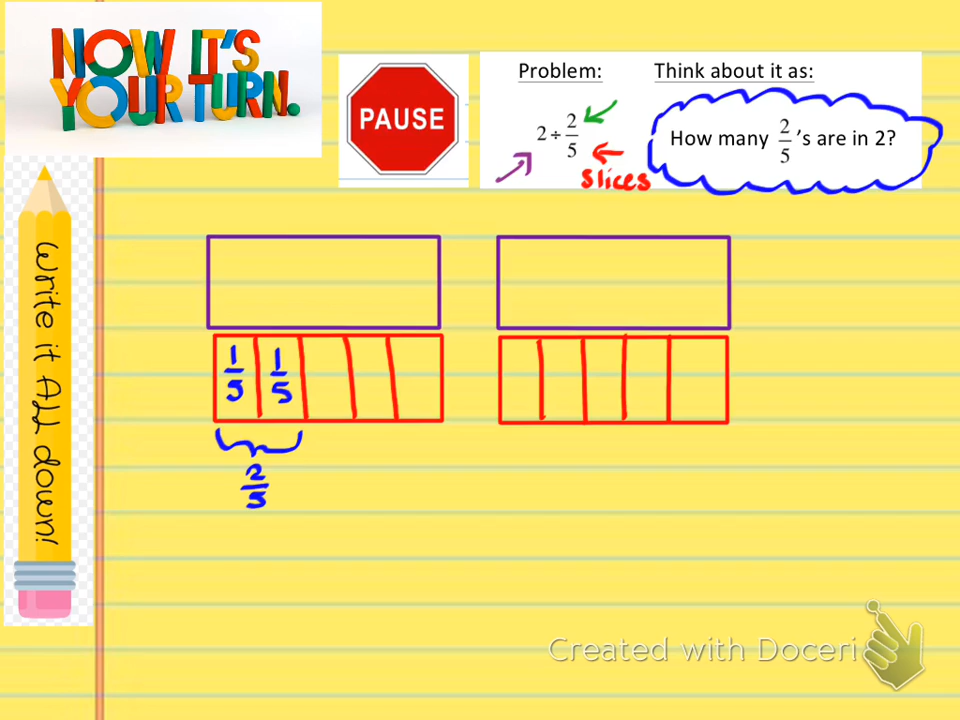 NOW IT'S
YOUR TURN.
PAUSE
Problem:
2 ÷ 2/5
slices
Think about it as:
How many 2/5 's are in 2?
Write it ALL down!
1/5 1/5
2/5
Created with Doceri